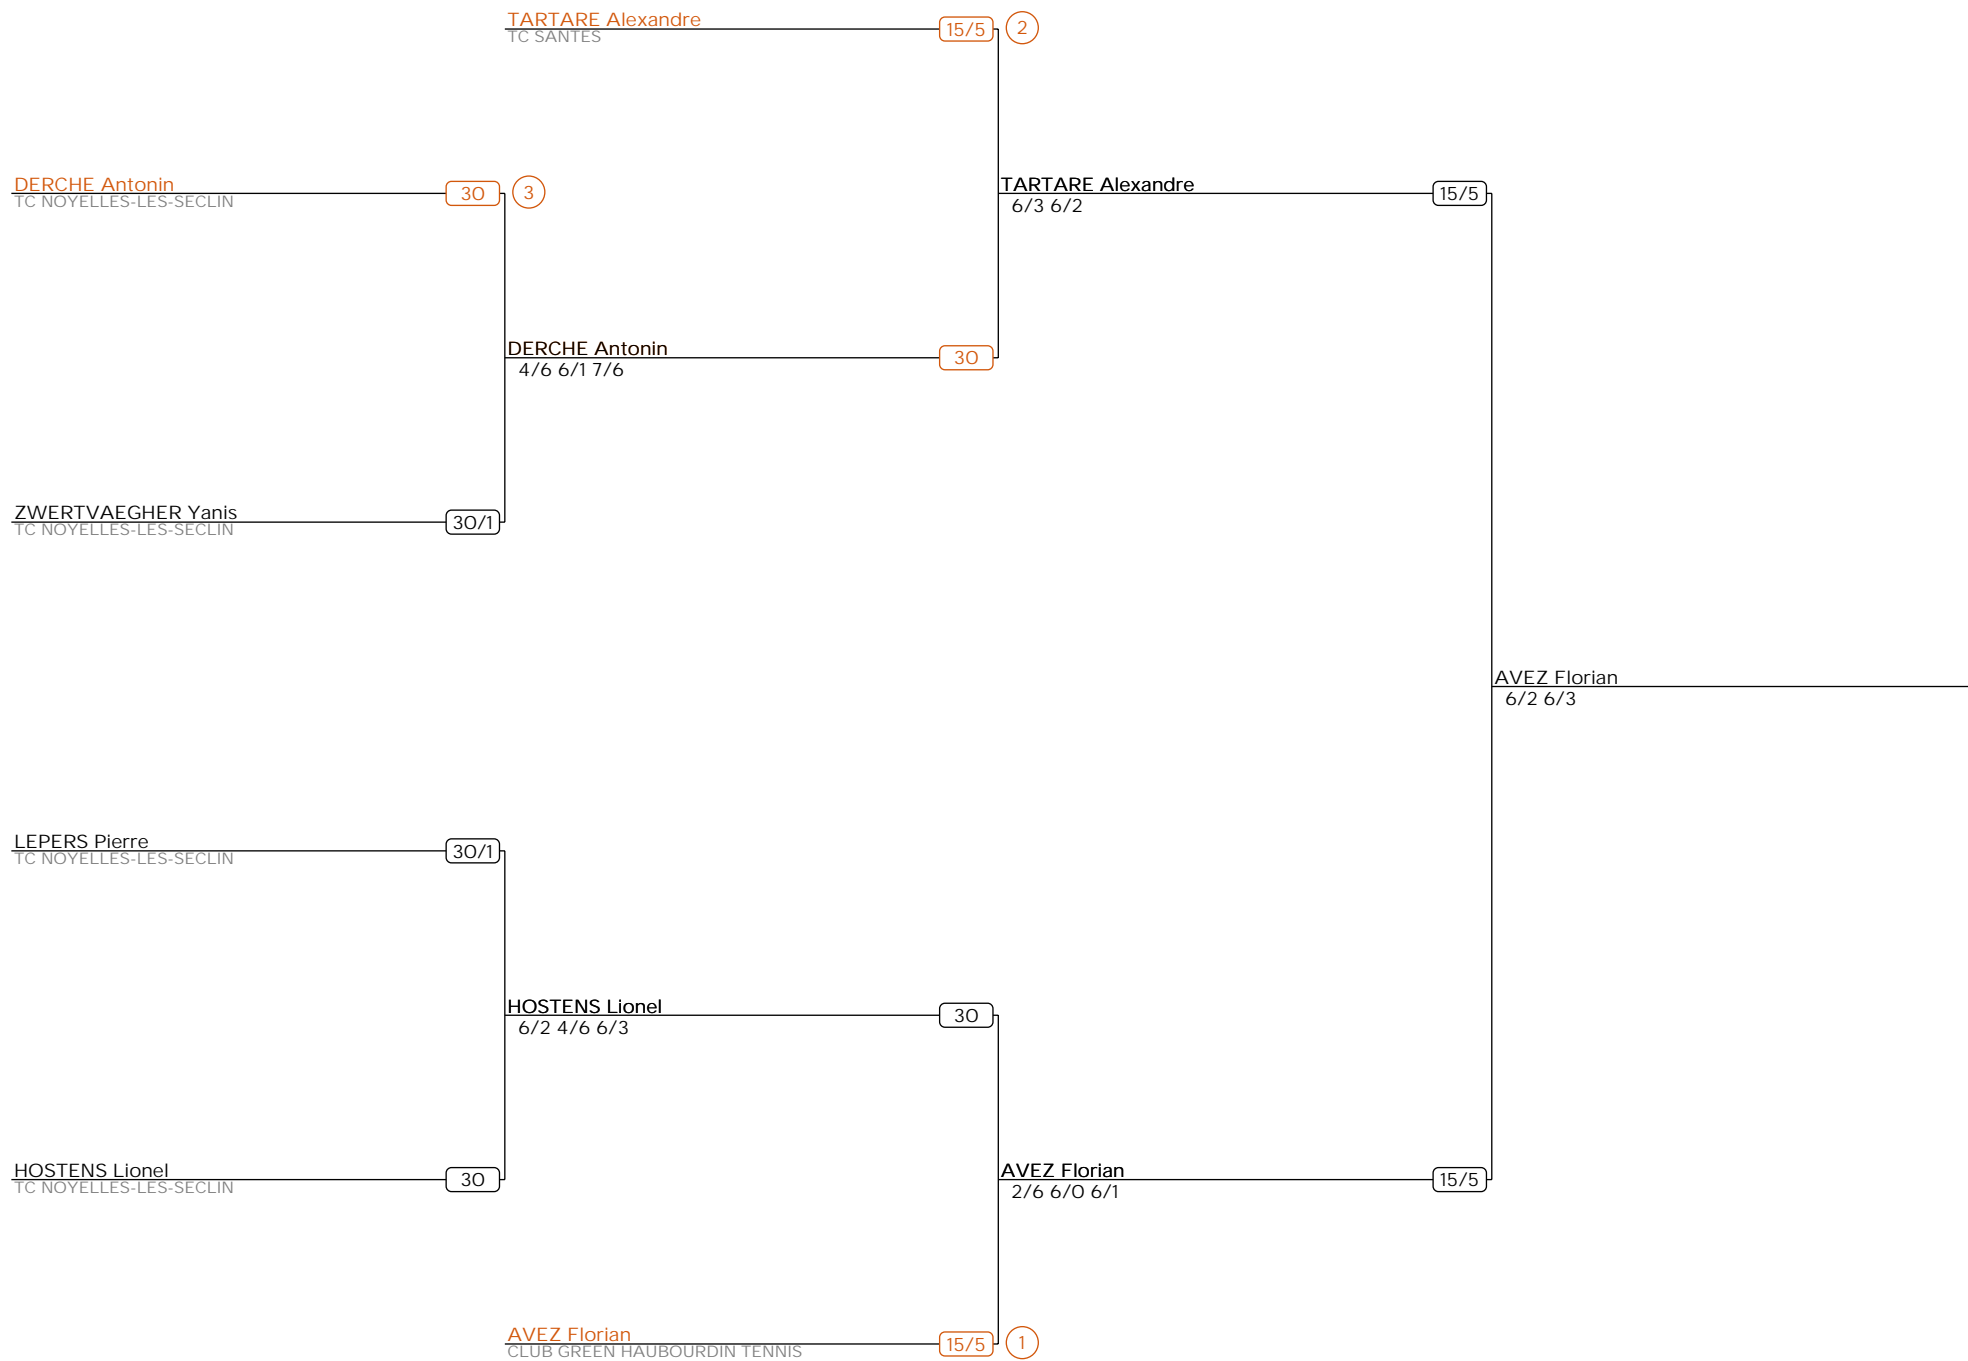 TARTARE Alexandre
TC SANTES
15/5
2
DERCHE Antonin
TC NOYELLES-LES-SECLIN
30
3
TARTARE Alexandre
6/3 6/2
15/5
DERCHE Antonin
4/6 6/1 7/6
30
ZWERTVAEGHER Yanis
TC NOYELLES-LES-SECLIN
30/1
AVEZ Florian
6/2 6/3
LEPERS Pierre
TC NOYELLES-LES-SECLIN
30/1
HOSTENS Lionel
6/2 4/6 6/3
30
HOSTENS Lionel
TC NOYELLES-LES-SECLIN
30
AVEZ Florian
2/6 6/0 6/1
15/5
AVEZ Florian
CLUB GREEN HAUBOURDIN TENNIS
15/5
1